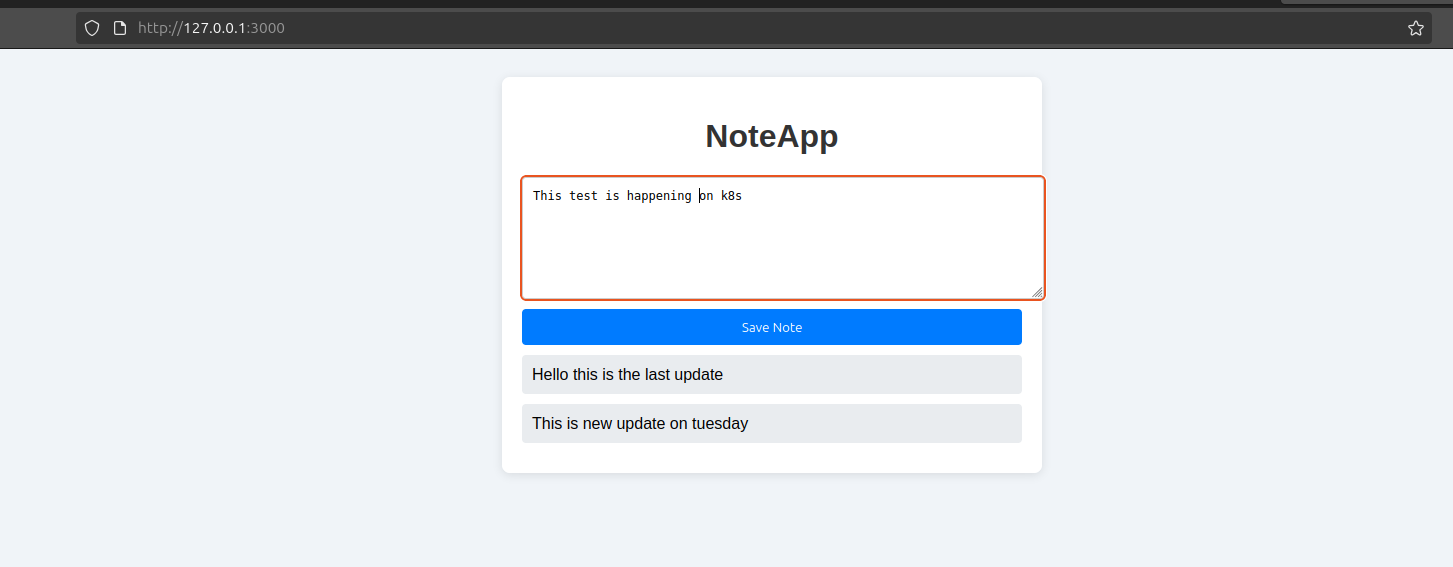 http://127.0.0.1:3000
NoteApp
This test is happening on k8s
Save Note
Hello this is the last update
This is new update on tuesday